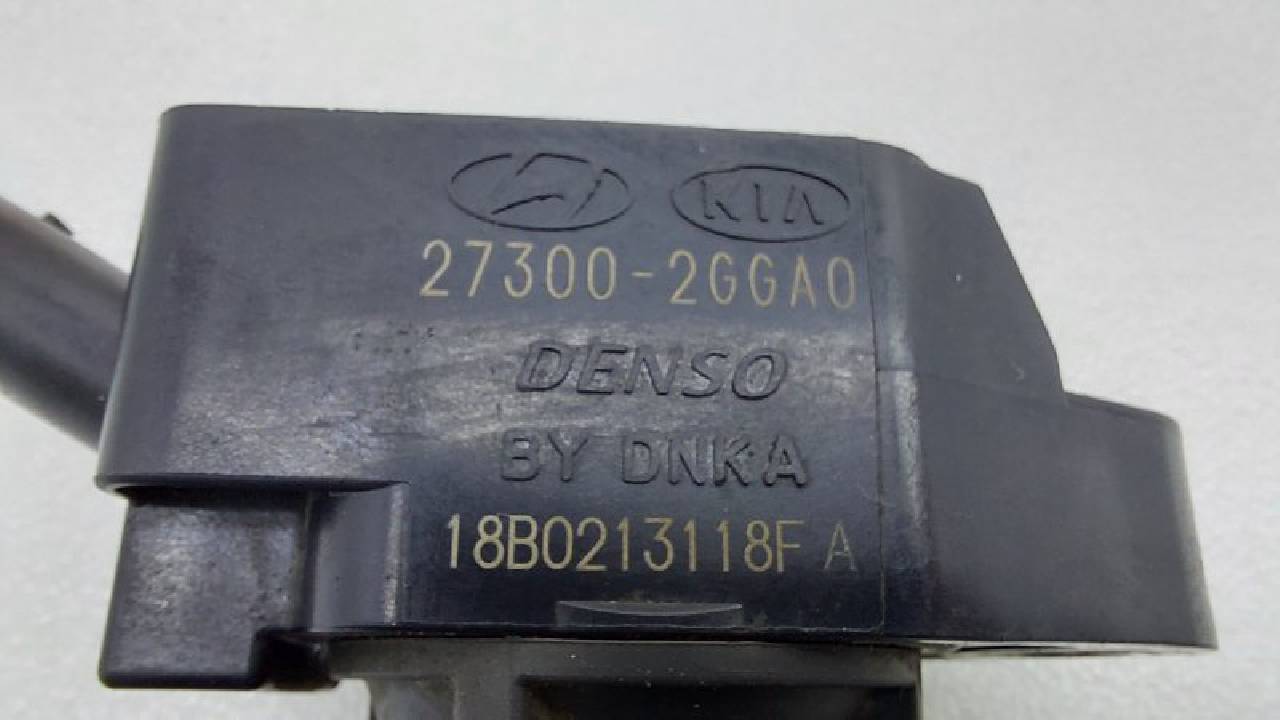 KIA
27300-2GGA0
DENSO
BY DNKA
18B0213118F A